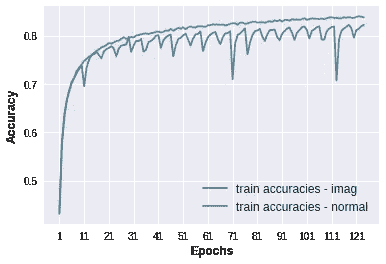 0.8
0.7
0.6
0.5
Accuracy
train accuracies - imag
train accuracies - normal
1 11 21 31 41 51 61 71 81 91 101 111 121
Epochs